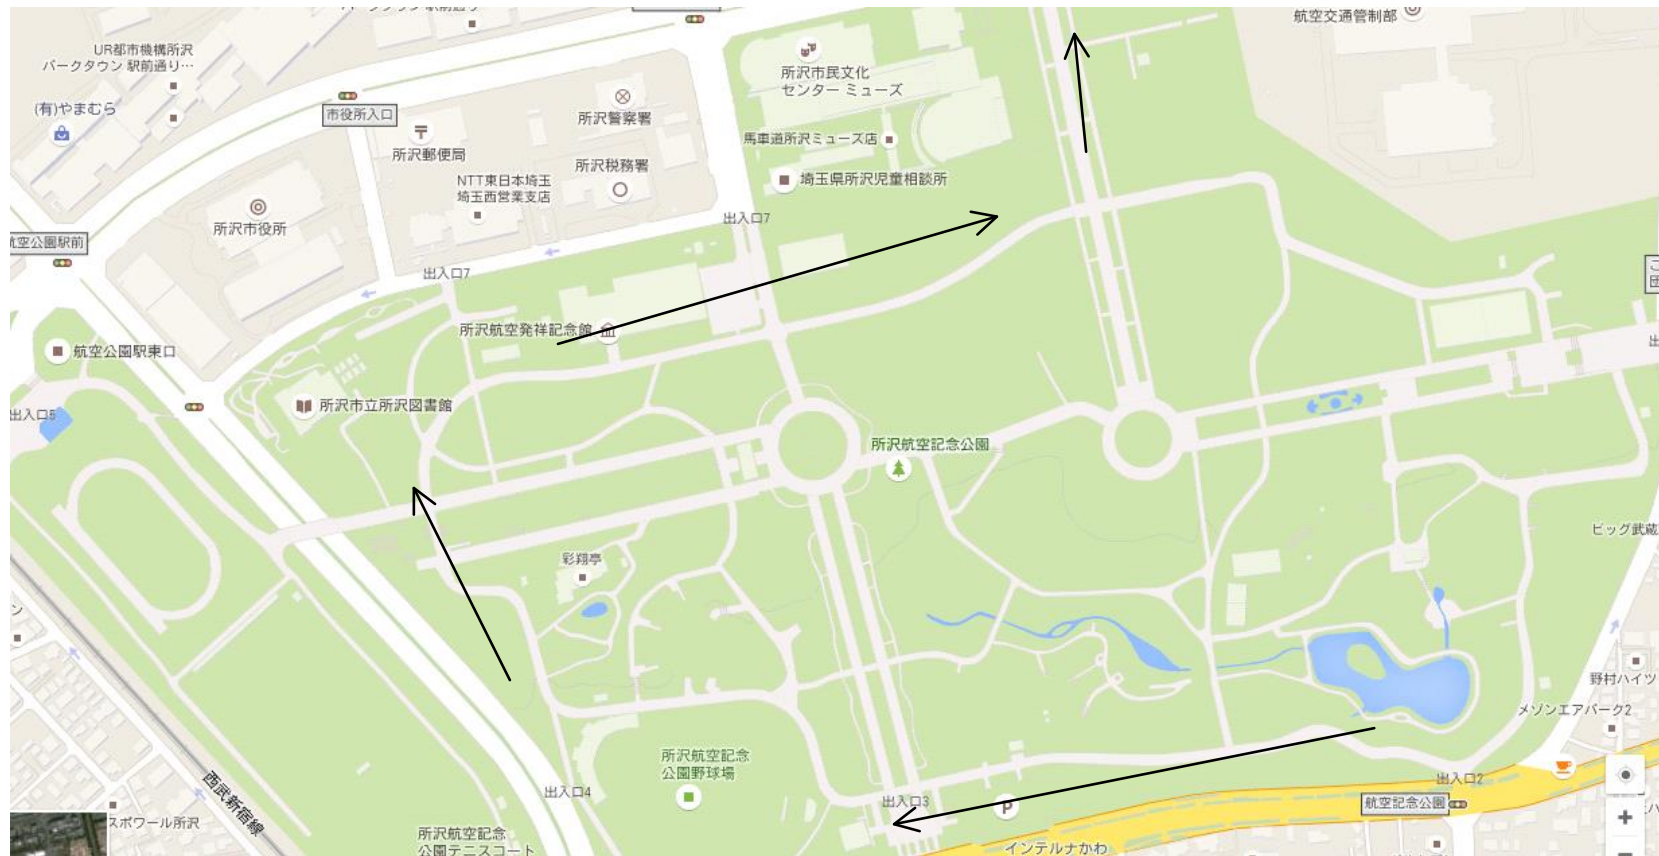 航空交通管制部
UR都市機構所沢
パークタウン 駅前通り…
(有)やまむら
市役所入口
所沢郵便局
所沢警察署
所沢税務署
NTT東日本埼玉
埼玉西営業支店
所沢市民文化
センター ミューズ
馬車道所沢ミューズ店
埼玉県所沢児童相談所
所沢市役所
空公園駅前
出入口7
出入口7
所沢航空発祥記念館
航空公園駅東口
所沢市立所沢図書館
出入口5
所沢航空記念公園
彩翔亭
ビッグ武蔵
野村ハイツ
メゾンエアパーク2
所沢航空記念
公園野球場
出入口4
出入口3
出入口2
P
航空記念公園
西武新宿線
スポワール所沢
所沢航空記念
公園テニスコート
インテルナかわ